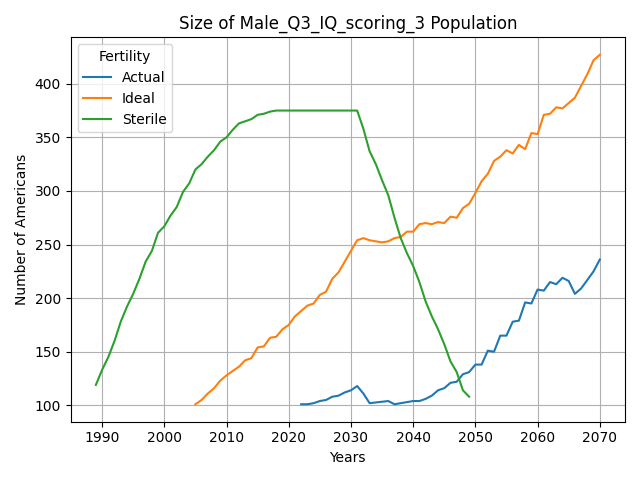 Size of Male_Q3_IQ_scoring_3 Population
Fertility
Actual
Ideal
Sterile
Number of Americans
400
350
300
250
200
150
100
1990 2000 2010 2020 2030 2040 2050 2060 2070
Years